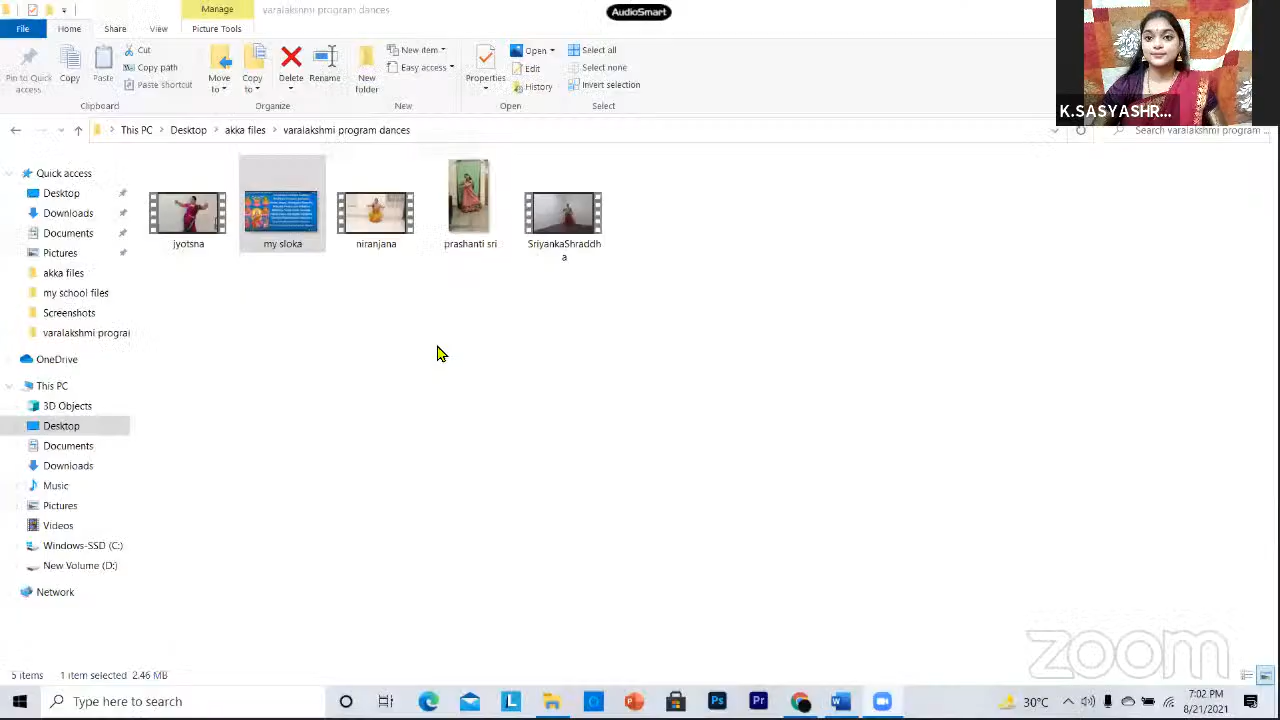 Manage
varalakshmi program dances
AudioSmart
File
Home
Share
View
Picture Tools
Pin to Quick access
Copy
Paste
Cut
Copy path
Paste shortcut
Move to
Copy to
Delete
Rename
New folder
New item
Easy access
Properties
Open
Edit
History
Select all
Select none
Invert selection
Clipboard
Organize
New
Open
Select
K.SASYASHR...
This PC
Desktop
akka files
varalakshmi program dances
Search varalakshmi program ...
Quick access
Desktop
Downloads
Documents
Pictures
akka files
my school files
Screenshots
varalakshmi progra
OneDrive
This PC
3D Objects
Desktop
Documents
Downloads
Music
Pictures
Videos
Windows-SSD (C:)
New Volume (D:)
Network
jyotsna
my sloka
niranjana
prashanti sri
SriyankaShraddha
5 items
1 item selected 2.46 MB
zoom
Type here to search
30°C
7:02 PM
8/21/2021